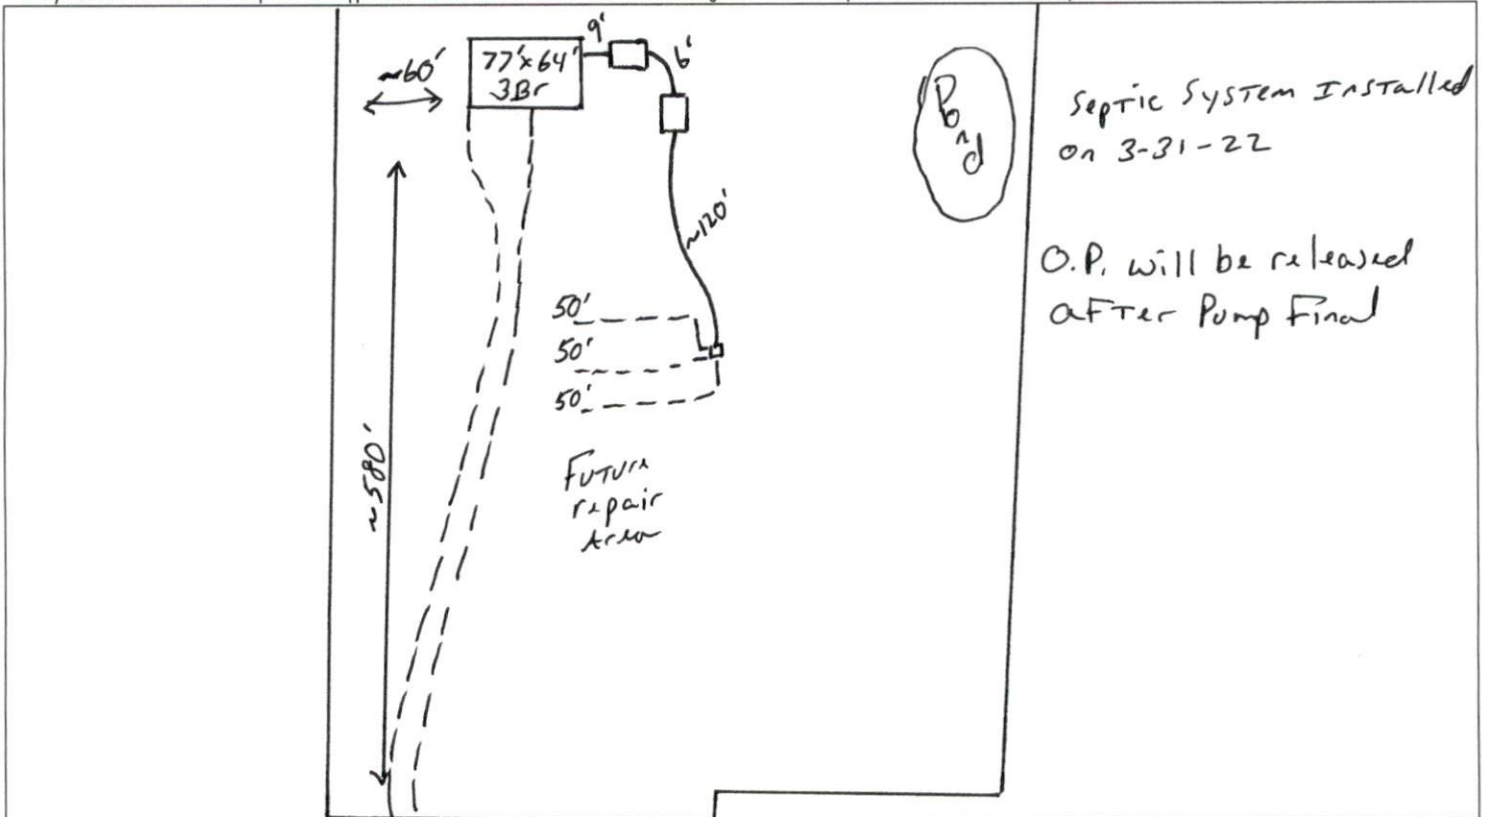 9'
~60'
77'x64'
3Br
6'
Pond
Septic System Installed
on 3-31-22
~120'
O.P. will be released
after Pump Final
50'
50'
50'
~580'
Future
repair
Area